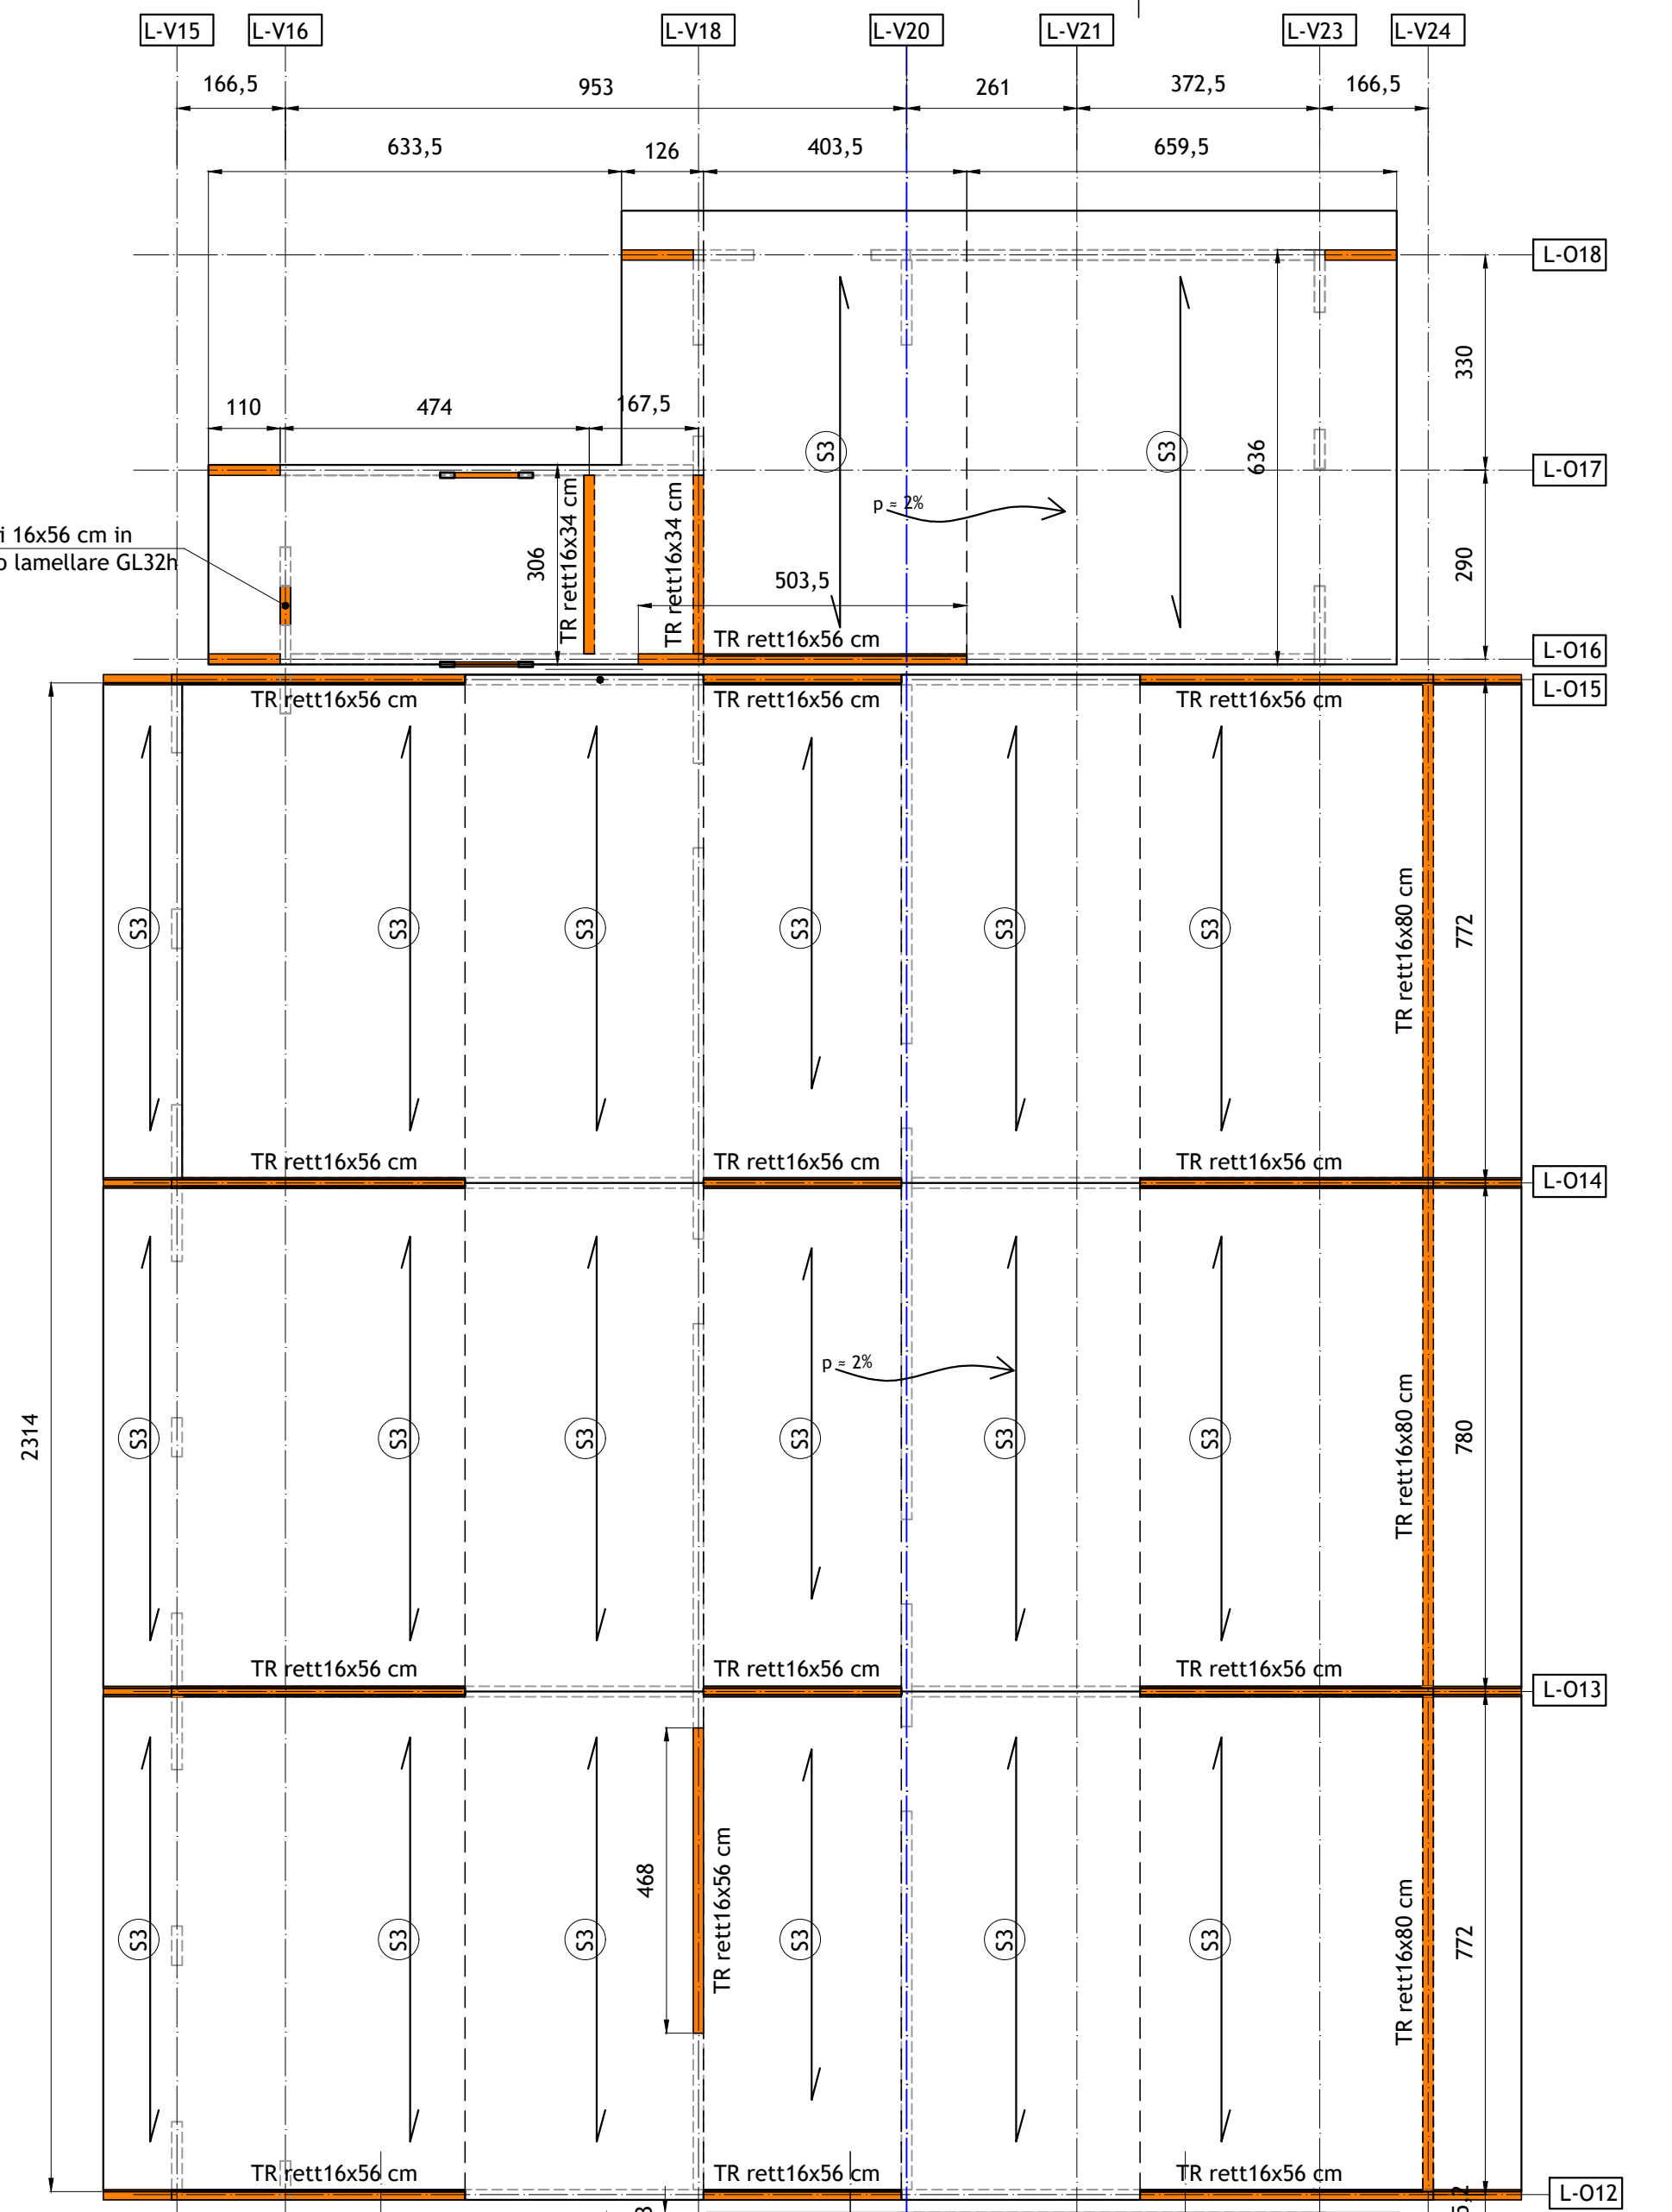 L-V15
L-V16
L-V18
L-V20
L-V21
L-V23
L-V24
166,5
953
261
372,5
166,5
633,5
126
403,5
659,5
L-O18
330
110
474
167,5
S3
S3
636
L-O17
p ≈ 2%
i 16x56 cm in
o lamellare GL32h
306
TR rett16x34 cm
TR rett16x34 cm
503,5
290
TR rett16x56 cm
L-O16
L-O15
TR rett16x56 cm
TR rett16x56 cm
TR rett16x56 cm
S3
S3
S3
S3
S3
S3
TR rett16x80 cm
772
TR rett16x56 cm
TR rett16x56 cm
TR rett16x56 cm
L-O14
p ≈ 2%
2314
S3
S3
S3
S3
S3
S3
TR rett16x80 cm
780
TR rett16x56 cm
TR rett16x56 cm
TR rett16x56 cm
L-O13
468
TR rett16x56 cm
S3
S3
S3
S3
S3
S3
TR rett16x80 cm
772
TR rett16x56 cm
TR rett16x56 cm
TR rett16x56 cm
L-O12